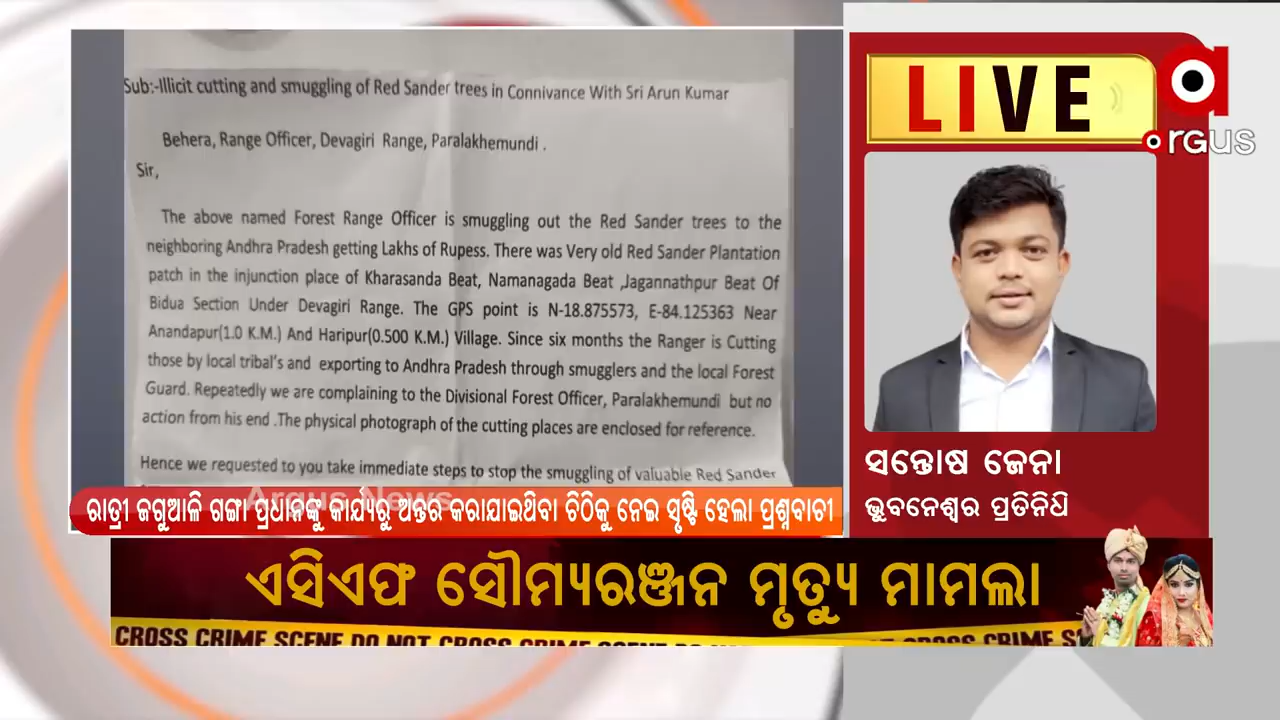 Sub:-Illicit cutting and smuggling of Red Sander trees in Connivance With Sri Arun Kumar
Behera, Range Officer, Devagiri Range, Paralakhemundi .
Sir,
The above named Forest Range Officer is smuggling out the Red Sander trees to the
neighboring Andhra Pradesh getting Lakhs of Rupess. There was Very old Red Sander Plantation
patch in the injunction place of Kharasanda Beat, Namanagada Beat ,Jagannathpur Beat Of
Bidua Section Under Devagiri Range. The GPS point is N-18.875573, E-84.125363 Near
Anandapur(1.0 K.M.) And Haripur(0.500 K.M.) Village. Since six months the Ranger is Cutting
those by local tribal's and exporting to Andhra Pradesh through smugglers and the local Forest
Guard. Repeatedly we are complaining to the Divisional Forest Officer, Paralakhemundi but no
action from his end .The physical photograph of the cutting places are enclosed for reference.
Hence we requested to you take immediate steps to stop the smuggling of valuable Red Sander
Argus News
ରାତ୍ରୀ ଜଗୁଆଳି ଗଙ୍ଗା ପ୍ରଧାନଙ୍କୁ କାର୍ଯ୍ୟରୁ ଅନ୍ତର କରାଯାଇଥିବା ଚିଠିକୁ ନେଇ ସୃଷ୍ଟି ହେଲା ପ୍ରଶ୍ନବାଚୀ
LIVE
argus
ସନ୍ତୋଷ ଜେନା
ଭୁବନେଶ୍ୱର ପ୍ରତିନିଧି
ଏସିଏଫ ସୌମ୍ୟରଞ୍ଜନ ମୃତ୍ୟୁ ମାମଲା
CROSS CRIME SCENE DO NOT CROSS CRIME SCENE DO
CROSS CRIME